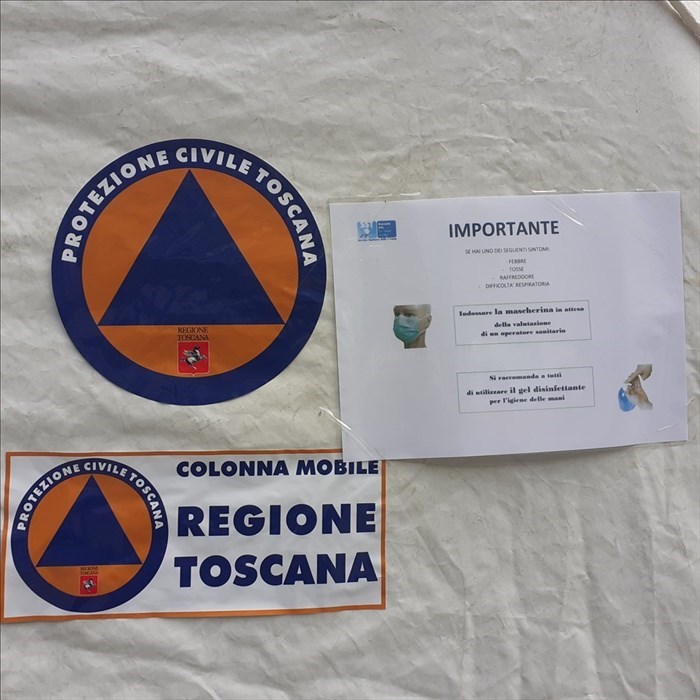 PROTEZIONE CIVILE TOSCANA
REGIONE
TOSCANA
IMPORTANTE
SE HAI UNO DEI SEGUENTI SINTOMI:
- FEBBRE
- TOSSE
- RAFFREDDORE
- DIFFICOLTA' RESPIRATORIA
Indossare la mascherina in attesa
della valutazione
di un operatore sanitario
Si raccomanda a tutti
di utilizzare il gel disinfettante
per l'igiene delle mani
PROTEZIONE CIVILE TOSCANA
REGIONE
TOSCANA
COLONNA MOBILE
REGIONE
TOSCANA